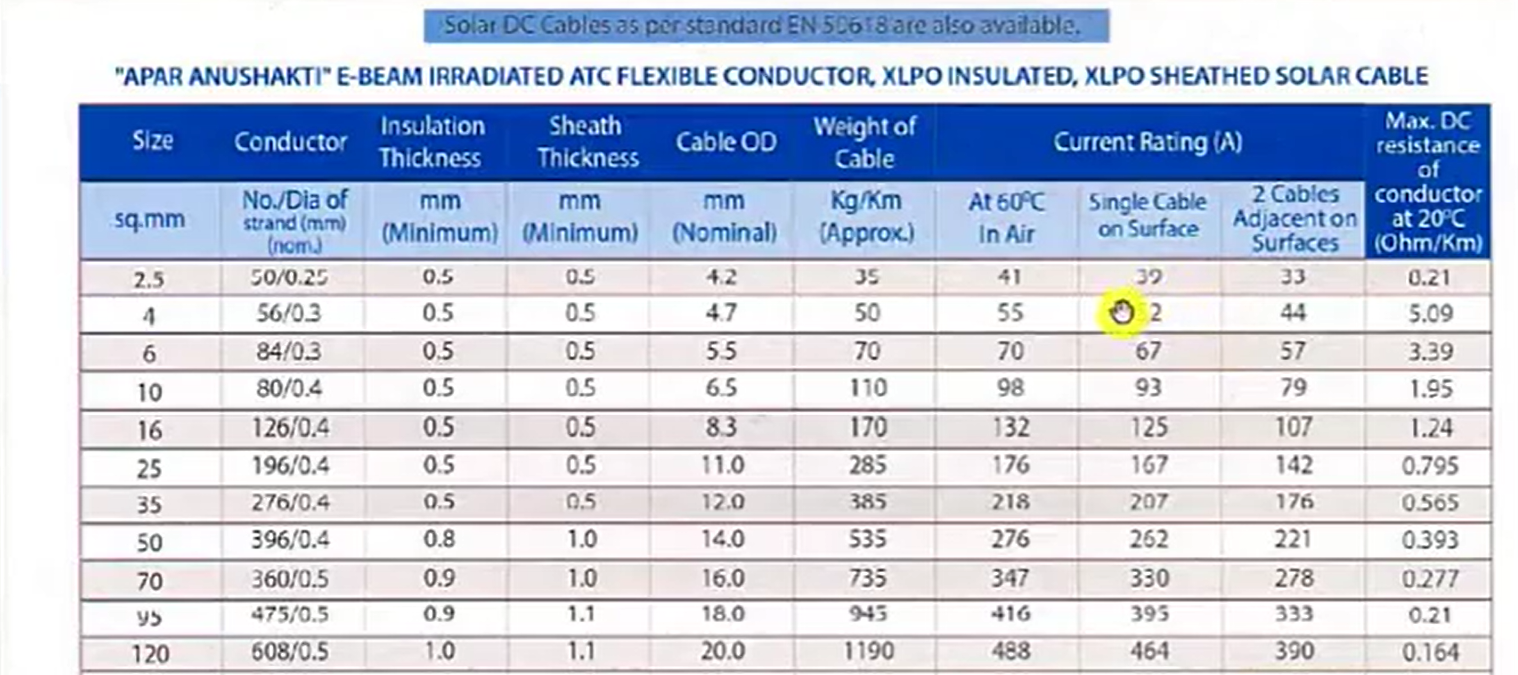 Solar DC Cables as per standard EN 50618 are also available.
"APAR ANUSHAKTI" E-BEAM IRRADIATED ATC FLEXIBLE CONDUCTOR, XLPO INSULATED, XLPO SHEATHED SOLAR CABLE
Size Conductor Insulation Thickness Sheath Thickness Cable OD Weight of Cable Current Rating (A) Max. DC resistance of conductor at 20°C (Ohm/Km)
sq.mm No./Dia of strand (mm) (nom.) mm (Minimum) mm (Minimum) mm (Nominal) Kg/Km (Approx.) At 60°C In Air Single Cable on Surface 2 Cables Adjacent on Surfaces
2.5 50/0.25 0.5 0.5 4.2 35 41 39 33
4 56/0.3 0.5 0.5 4.7 50 55 2 44 5.09
6 84/0.3 0.5 0.5 5.5 70 70 67 57 3.39
10 80/0.4 0.5 0.5 6.5 110 98 93 79 1.95
16 126/0.4 0.5 0.5 8.3 170 132 125 107 1.24
25 196/0.4 0.5 0.5 11.0 285 176 167 142 0.795
35 276/0.4 0.5 0.5 12.0 385 218 207 176 0.565
50 396/0.4 0.8 1.0 14.0 535 276 262 221 0.393
70 360/0.5 0.9 1.0 16.0 735 347 330 278 0.277
95 475/0.5 0.9 1.1 18.0 945 416 395 333 0.21
120 608/0.5 1.0 1.1 20.0 1190 488 464 390 0.164